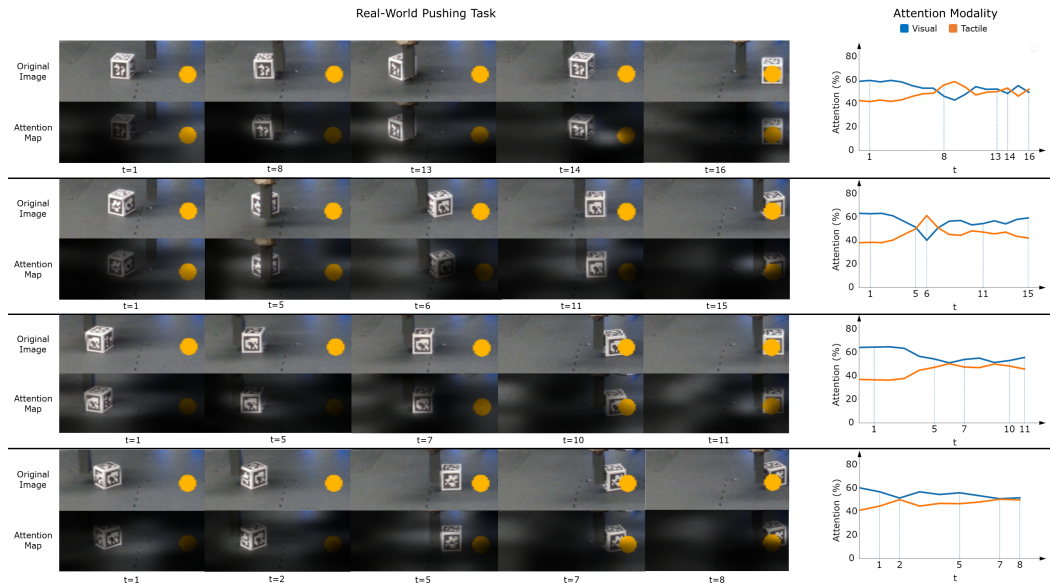 Real-World Pushing Task
Attention Modality
Visual Tactile
Original
Image
Attention
Map
t=1 t=8 t=13 t=14 t=16
Attention (%)
80
60
40
20
0
1 8 13 14 16
t
Original
Image
Attention
Map
t=1 t=5 t=6 t=11 t=15
Attention (%)
80
60
40
20
0
1 5 6 11 15
t
Original
Image
Attention
Map
t=1 t=5 t=7 t=10 t=11
Attention (%)
80
60
40
20
0
1 5 7 10 11
t
Original
Image
Attention
Map
t=1 t=2 t=5 t=7 t=8
Attention (%)
80
60
40
20
0
1 2 5 7 8
t